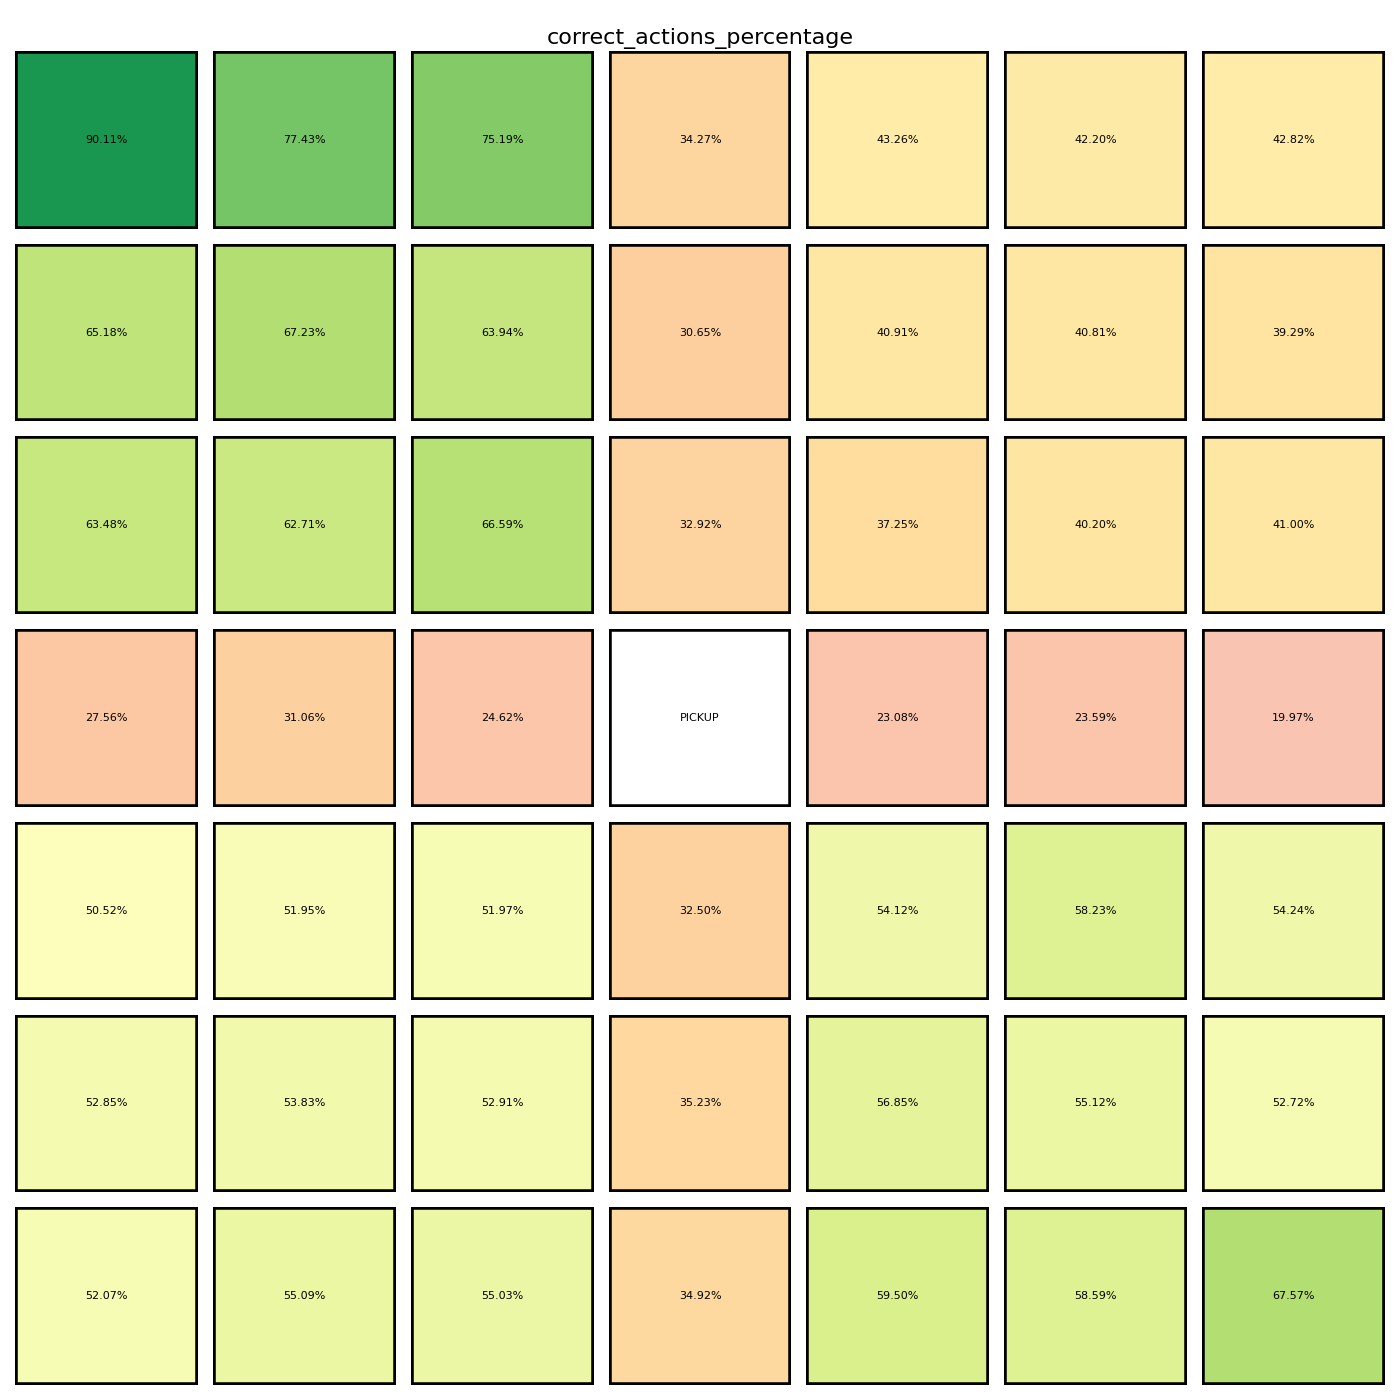 correct_actions_percentage
90.11% 77.43% 75.19% 34.27% 43.26% 42.20% 42.82%
65.18% 67.23% 63.94% 30.65% 40.91% 40.81% 39.29%
63.48% 62.71% 66.59% 32.92% 37.25% 40.20% 41.00%
27.56% 31.06% 24.62% PICKUP 23.08% 23.59% 19.97%
50.52% 51.95% 51.97% 32.50% 54.12% 58.23% 54.24%
52.85% 53.83% 52.91% 35.23% 56.85% 55.12% 52.72%
52.07% 55.09% 55.03% 34.92% 59.50% 58.59% 67.57%